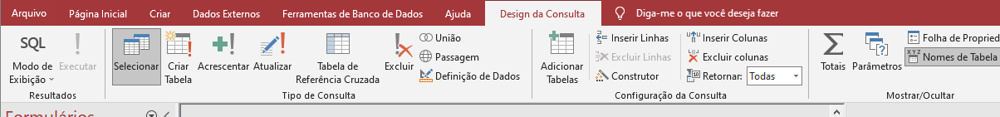 Arquivo Página Inicial Criar Dados Externos Ferramentas de Banco de Dados Ajuda Design da Consulta Diga-me o que você deseja fazer
SQL
Modo de
Exibição
Executar
Resultados
Selecionar
Criar
Tabela
Acrescentar
Atualizar
Tabela de
Referência Cruzada
Excluir
União
Passagem
Definição de Dados
Tipo de Consulta
Adicionar
Tabelas
Inserir Linhas
Excluir Linhas
Construtor
Inserir Colunas
Excluir colunas
Retornar: Todas
Configuração da Consulta
Totais
Parâmetros
Folha de Propried
XYZ
Nomes de Tabela
Mostrar/Ocultar